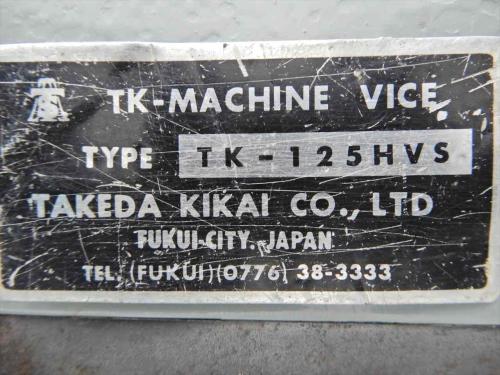 TK-MACHINE VICE
TYPE TK-125HVS
TAKEDA KIKAI CO., LTD
FUKUI-CITY, JAPAN
TEL. (FUKUI)(0776) 38-3333